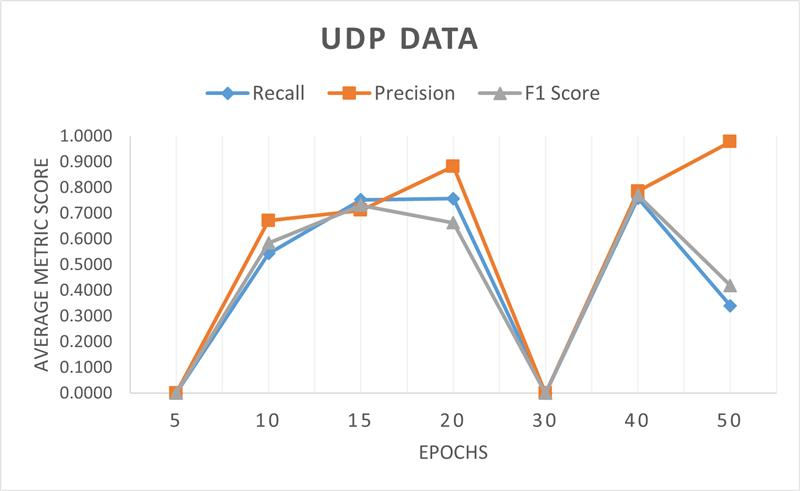 UDP DATA
Recall Precision F1 Score
1.0000
0.9000
0.8000
0.7000
0.6000
0.5000
0.4000
0.3000
0.2000
0.1000
0.0000
AVERAGE METRIC SCORE
5 10 15 20 30 40 50
EPOCHS